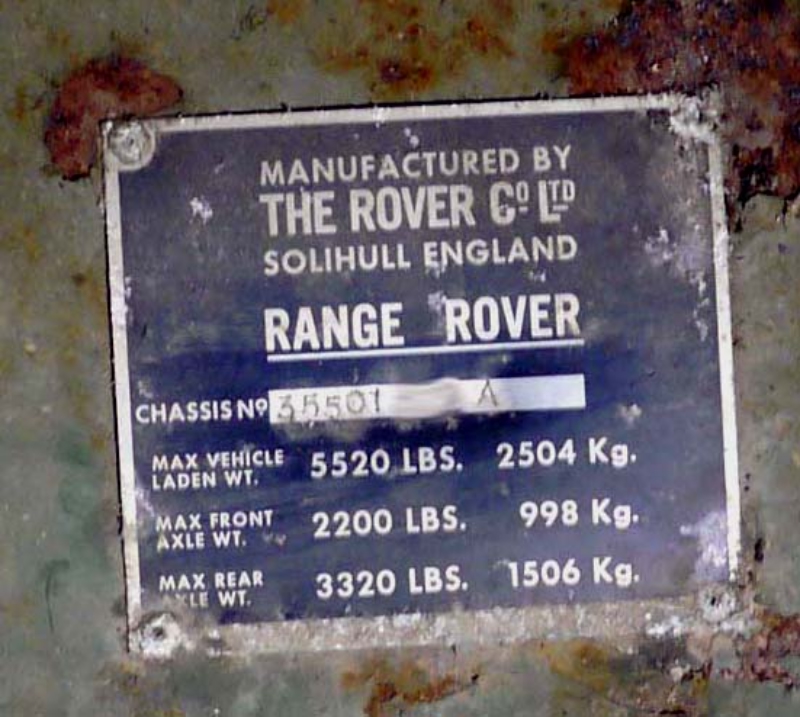 MANUFACTURED BY
THE ROVER Co LTD
SOLIHULL ENGLAND
RANGE ROVER
CHASSIS No 35501 A
MAX VEHICLE LADEN WT. 5520 LBS. 2504 Kg.
MAX FRONT AXLE WT. 2200 LBS. 998 Kg.
MAX REAR AXLE WT. 3320 LBS. 1506 Kg.